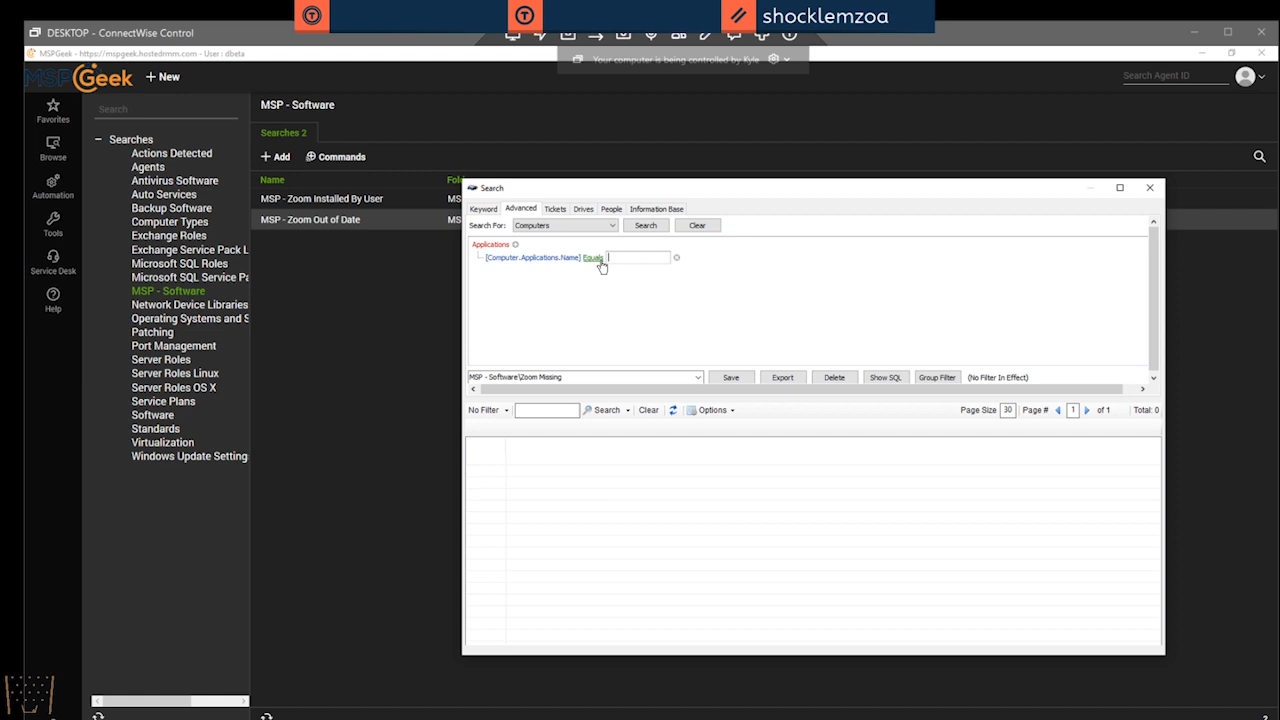 shocklemzoa
DESKTOP - ConnectWise Control
MSPGeek - https://mspgeek.hostedrmm.com - User : dbeta
Your computer is being controlled by Kyle
MSPGeek
+ New
Search Agent ID
Favorites
Browse
Automation
Tools
Service Desk
Help
Search
Searches
Actions Detected
Agents
Antivirus Software
Auto Services
Backup Software
Computer Types
Exchange Roles
Exchange Service Pack L
Microsoft SQL Roles
Microsoft SQL Service Pa
MSP - Software
Network Device Libraries
Operating Systems and S
Patching
Port Management
Server Roles
Server Roles Linux
Server Roles OS X
Service Plans
Software
Standards
Virtualization
Windows Update Setting
MSP - Software
Searches 2
+ Add Commands
Name Fol
MSP - Zoom Installed By User MS
MSP - Zoom Out of Date MS
Search
Keyword Advanced Tickets Drives People Information Base
Search For: Computers Search Clear
Applications
[Computer.Applications.Name] Equals
MSP - Software\Zoom Missing Save Export Delete Show SQL Group Filter (No Filter In Effect)
No Filter Search Clear Options Page Size 30 Page # 1 of 1 Total: 0